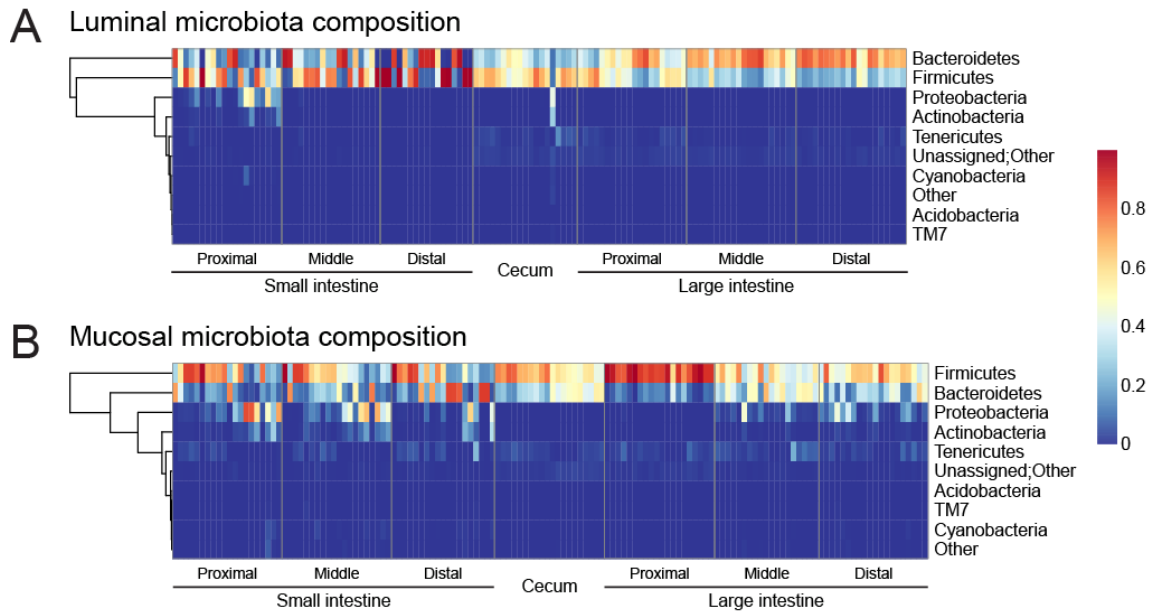 A
Luminal microbiota composition
Bacteroidetes
Firmicutes
Proteobacteria
Actinobacteria
Tenericutes
Unassigned;Other
Cyanobacteria
Other
Acidobacteria
TM7
Proximal
Middle
Distal
Cecum
Proximal
Middle
Distal
Small intestine
Large intestine
0.8
0.6
0.4
0.2
0
B
Mucosal microbiota composition
Firmicutes
Bacteroidetes
Proteobacteria
Actinobacteria
Tenericutes
Unassigned;Other
Acidobacteria
TM7
Cyanobacteria
Other
Proximal
Middle
Distal
Cecum
Proximal
Middle
Distal
Small intestine
Large intestine